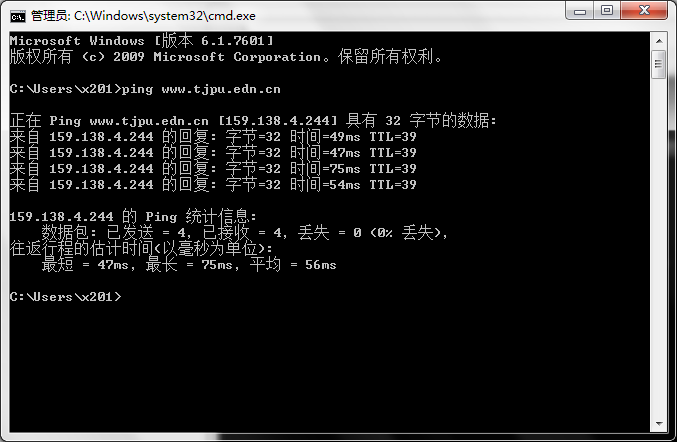 管理员: C:\Windows\system32\cmd.exe
Microsoft Windows [版本 6.1.7601]
版权所有 (c) 2009 Microsoft Corporation。保留所有权利。
C:\Users\x201>ping www.tjpu.edn.cn
正在 Ping www.tjpu.edn.cn [159.138.4.244] 具有 32 字节的数据:
来自 159.138.4.244 的回复: 字节=32 时间=49ms TTL=39
来自 159.138.4.244 的回复: 字节=32 时间=47ms TTL=39
来自 159.138.4.244 的回复: 字节=32 时间=75ms TTL=39
来自 159.138.4.244 的回复: 字节=32 时间=54ms TTL=39
159.138.4.244 的 Ping 统计信息:
数据包: 已发送 = 4, 已接收 = 4, 丢失 = 0 (0% 丢失),
往返行程的估计时间(以毫秒为单位):
最短 = 47ms, 最长 = 75ms, 平均 = 56ms
C:\Users\x201>